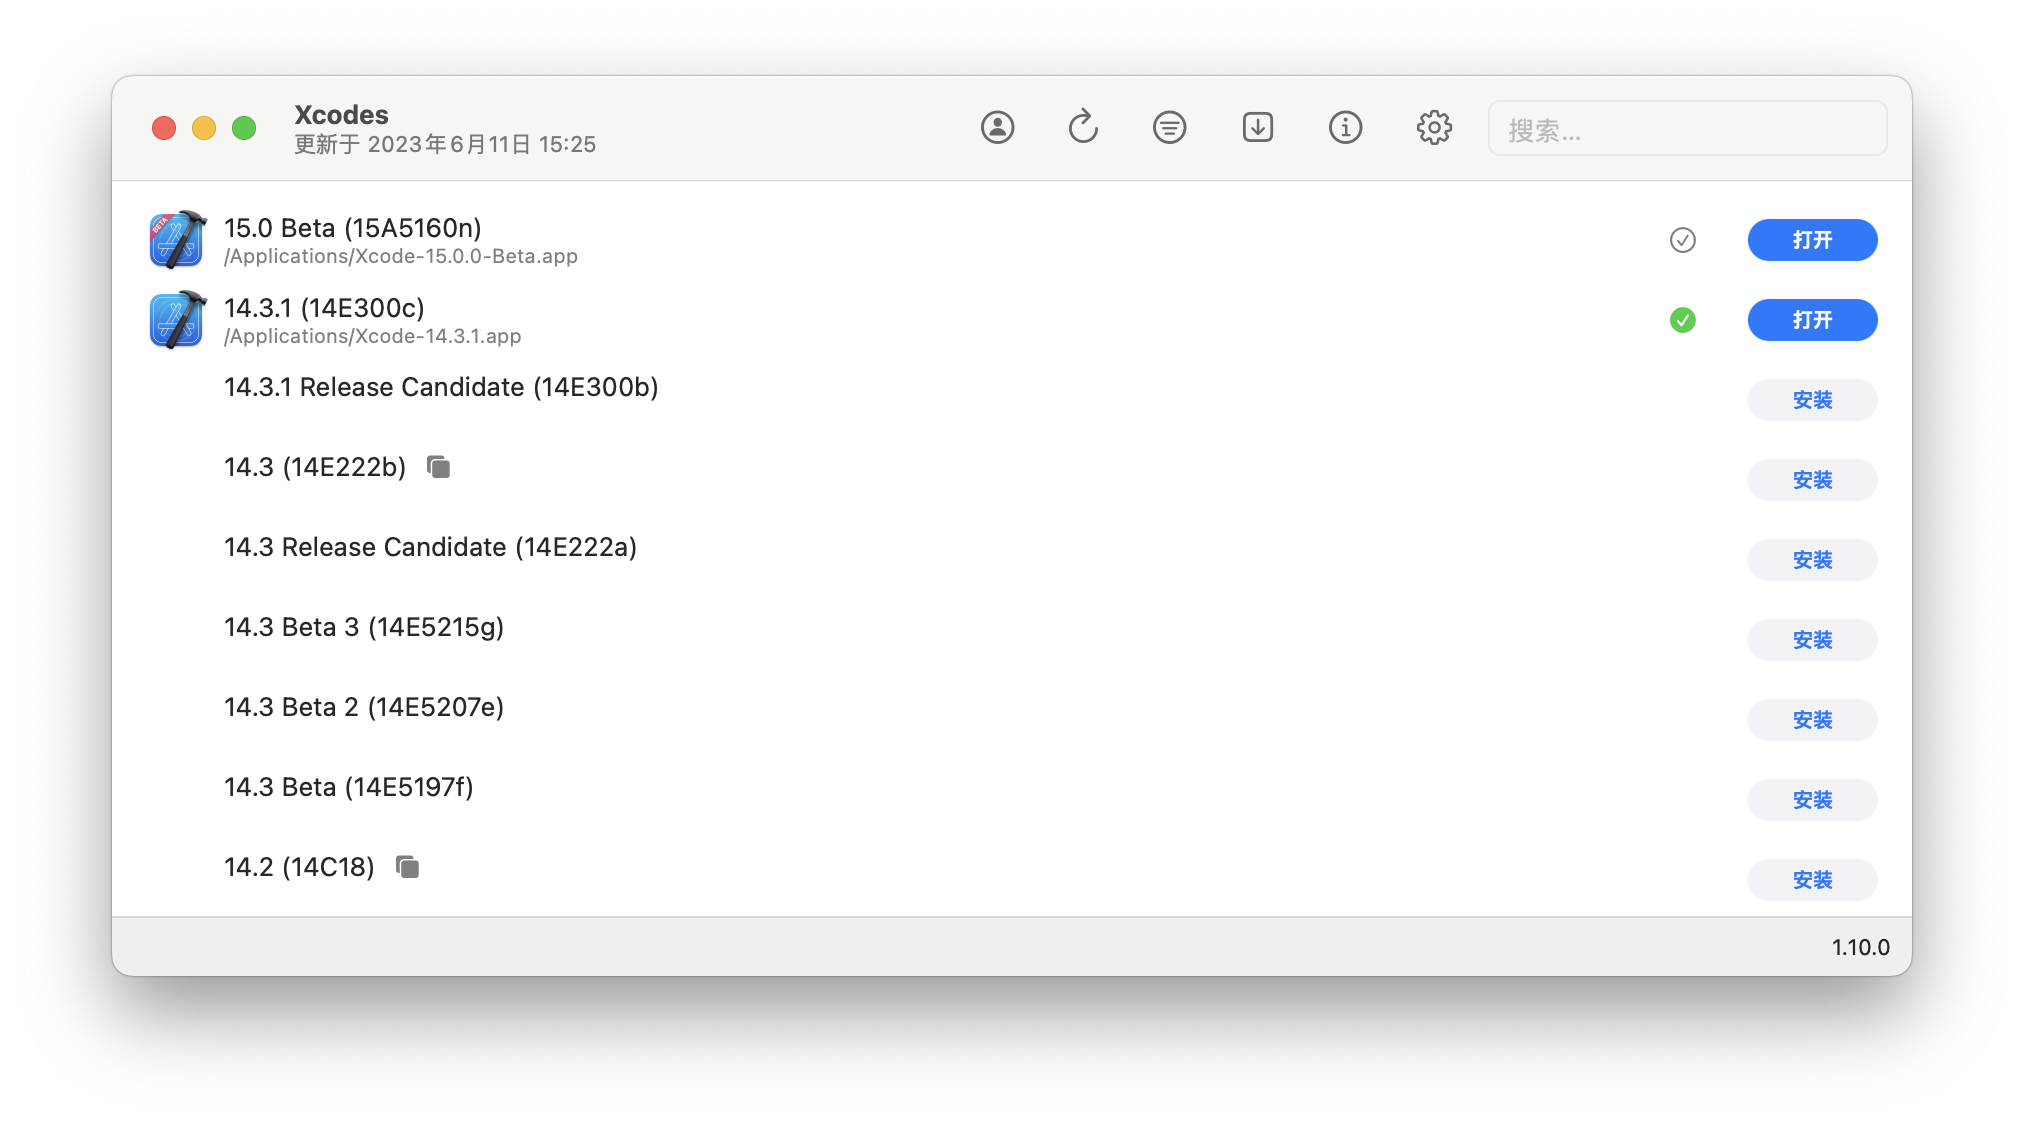 Xcodes
更新于 2023年6月11日 15:25
搜索...
BETA
15.0 Beta (15A5160n)
/Applications/Xcode-15.0.0-Beta.app
打开
14.3.1 (14E300c)
/Applications/Xcode-14.3.1.app
打开
14.3.1 Release Candidate (14E300b)
安装
14.3 (14E222b)
安装
14.3 Release Candidate (14E222a)
安装
14.3 Beta 3 (14E5215g)
安装
14.3 Beta 2 (14E5207e)
安装
14.3 Beta (14E5197f)
安装
14.2 (14C18)
安装
1.10.0